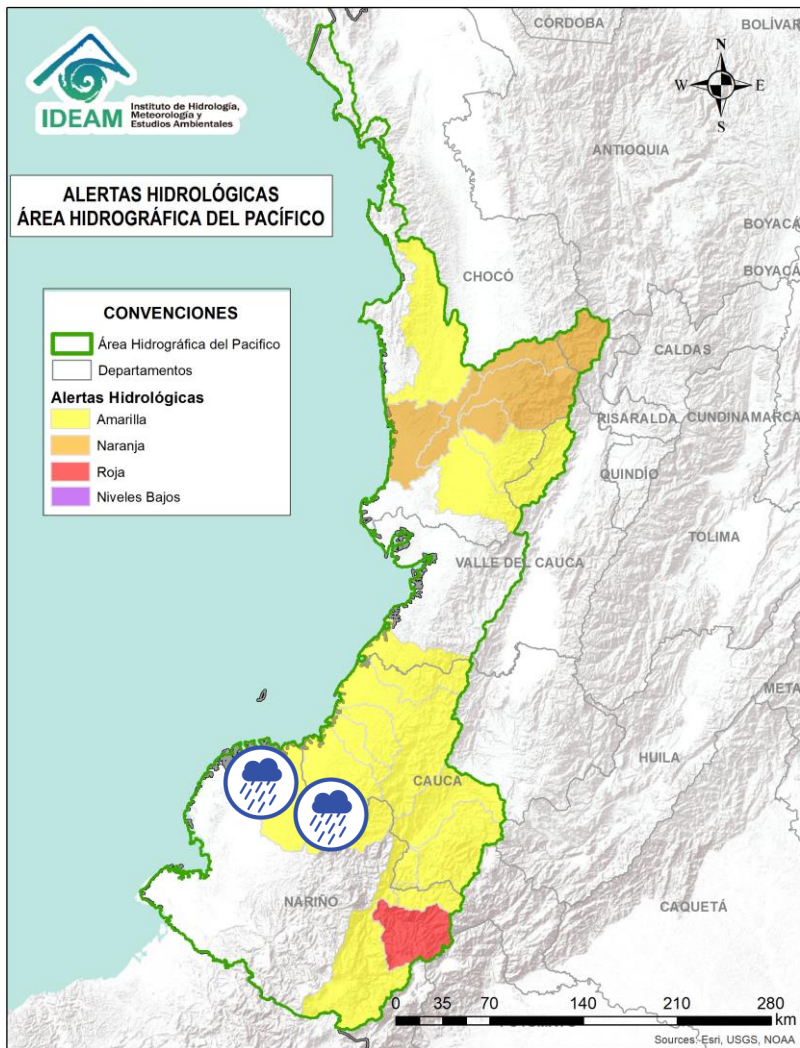 CÓRDOBA
BOLÍVAR
N
W
E
S
IDEAM
Instituto de Hidrología,
Meteorología y
Estudios Ambientales
ANTIOQUIA
ALERTAS HIDROLÓGICAS
ÁREA HIDROGRÁFICA DEL PACÍFICO
BOYACÁ
BOYACÁ
CHOCÓ
CONVENCIONES
Área Hidrográfica del Pacifico
Departamentos
Alertas Hidrológicas
Amarilla
Naranja
Roja
Niveles Bajos
CALDAS
RISARALDA
CUNDINAMARCA
QUINDÍO
TOLIMA
VALLE DEL CAUCA
META
HUILA
CAUCA
NARIÑO
CAQUETÁ
0 35 70 140 210 280
km
Sources: Esri, USGS, NOAA